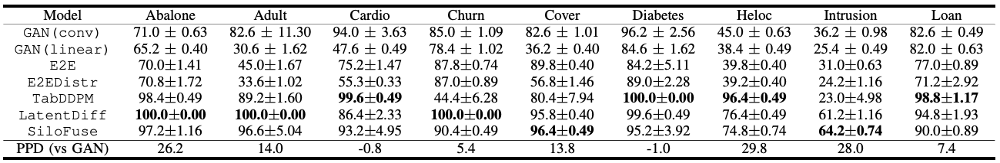 Model Abalone Adult Cardio Churn Cover Diabetes Heloc Intrusion Loan
GAN(conv) 71.0 ± 0.63 82.6 ± 11.30 94.0 ± 3.63 85.0 ± 1.09 82.6 ± 1.01 96.2 ± 2.56 45.0 ± 0.63 36.2 ± 0.98 82.6 ± 0.49
GAN(linear) 65.2 ± 0.40 30.6 ± 1.62 47.6 ± 0.49 78.4 ± 1.02 36.2 ± 0.40 84.6 ± 1.62 38.4 ± 0.49 25.4 ± 0.49 82.0 ± 0.63
E2E 70.0±1.41 45.0±1.67 75.2±1.47 87.8±0.74 89.8±0.40 84.2±5.11 39.8±0.40 31.0±0.63 77.0±0.89
E2EDistr 70.8±1.72 33.6±1.02 55.3±0.33 87.0±0.89 56.8±1.46 89.0±2.28 39.2±0.40 24.2±1.16 71.2±2.92
TabDDPM 98.4±0.49 89.2±1.60 99.6±0.49 44.4±6.28 80.4±7.94 100.0±0.00 96.4±0.49 23.0±4.98 98.8±1.17
LatentDiff 100.0±0.00 100.0±0.00 86.4±2.33 100.0±0.00 95.8±0.40 99.6±0.49 76.4±0.49 61.2±1.16 94.8±1.93
SiloFuse 97.2±1.16 96.6±5.04 93.2±4.95 90.4±0.49 96.4±0.49 95.2±3.92 74.8±0.74 64.2±0.74 90.0±0.89
PPD (vs GAN) 26.2 14.0 -0.8 5.4 13.8 -1.0 29.8 28.0 7.4